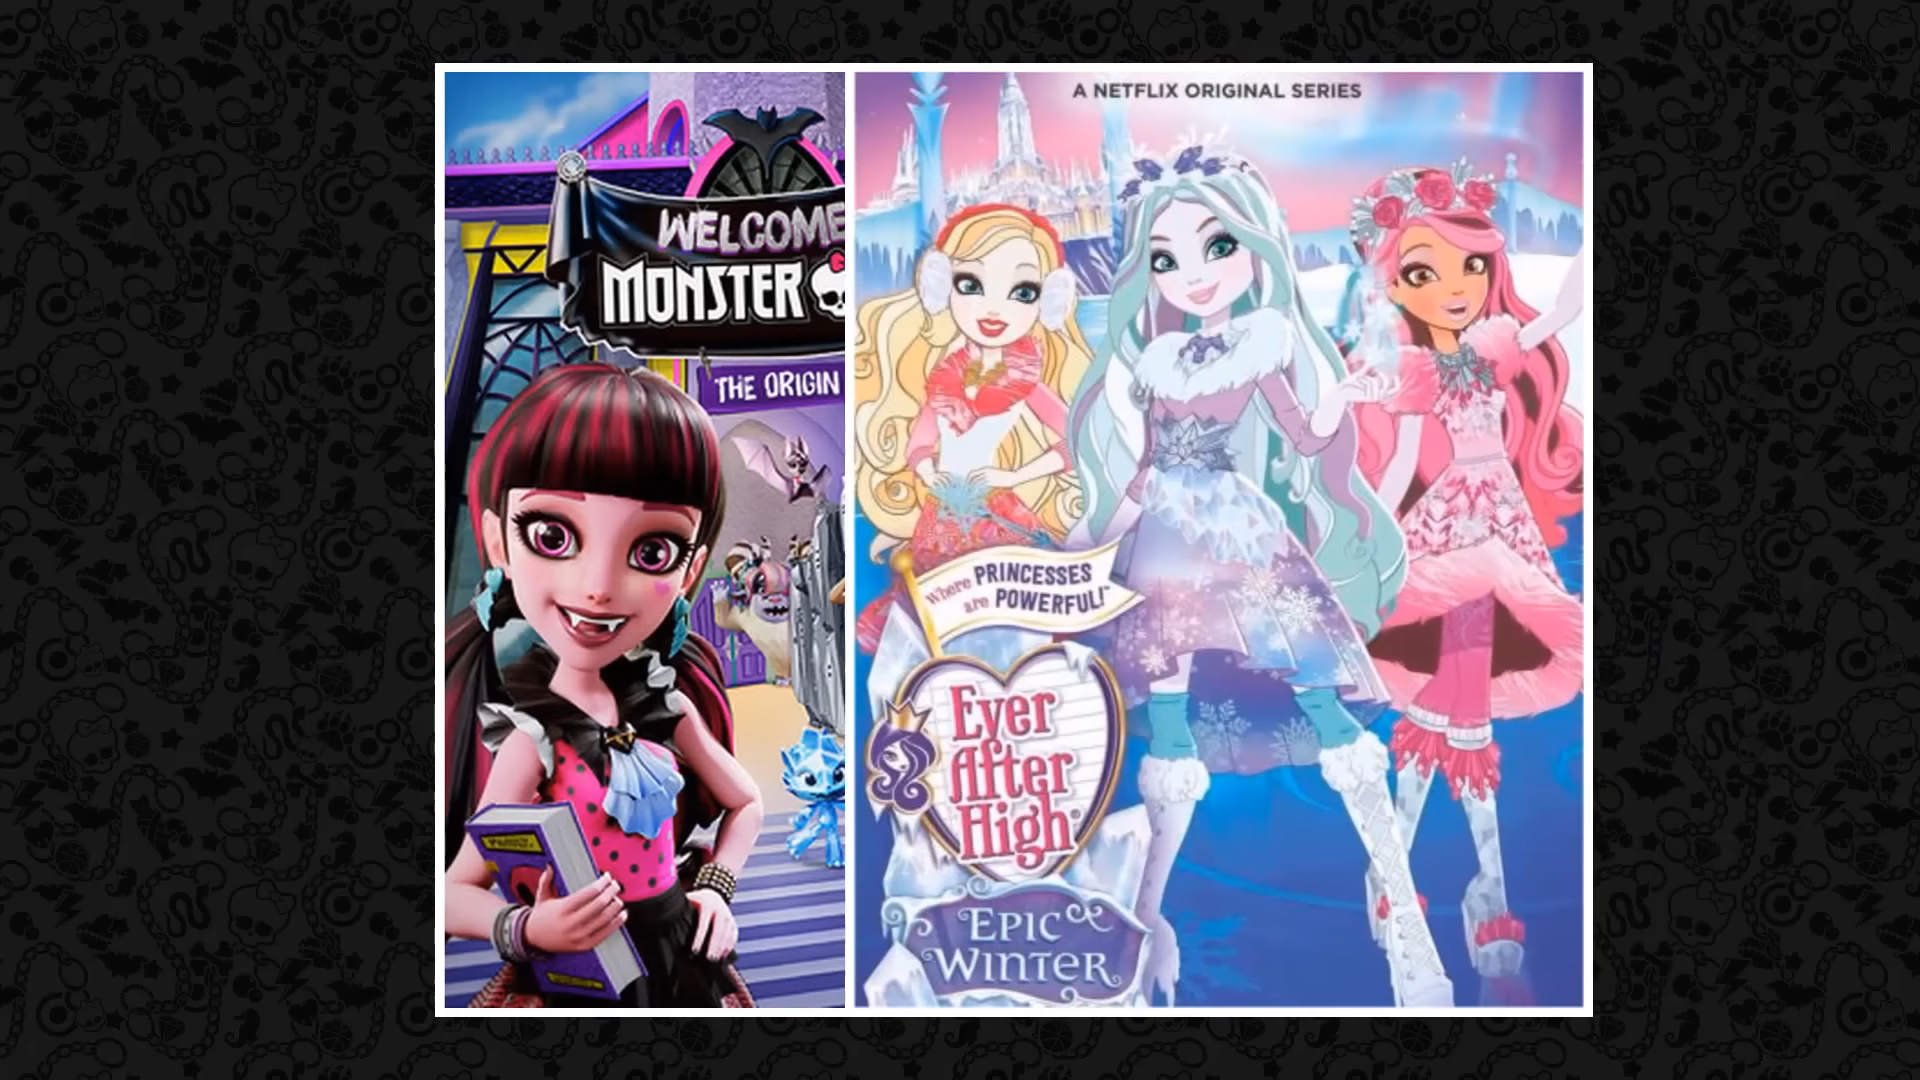 WELCOME
MONSTER
THE ORIGIN
A NETFLIX ORIGINAL SERIES
Where PRINCESSES
are POWERFUL!
Ever
After
High
EPIC
WINTER